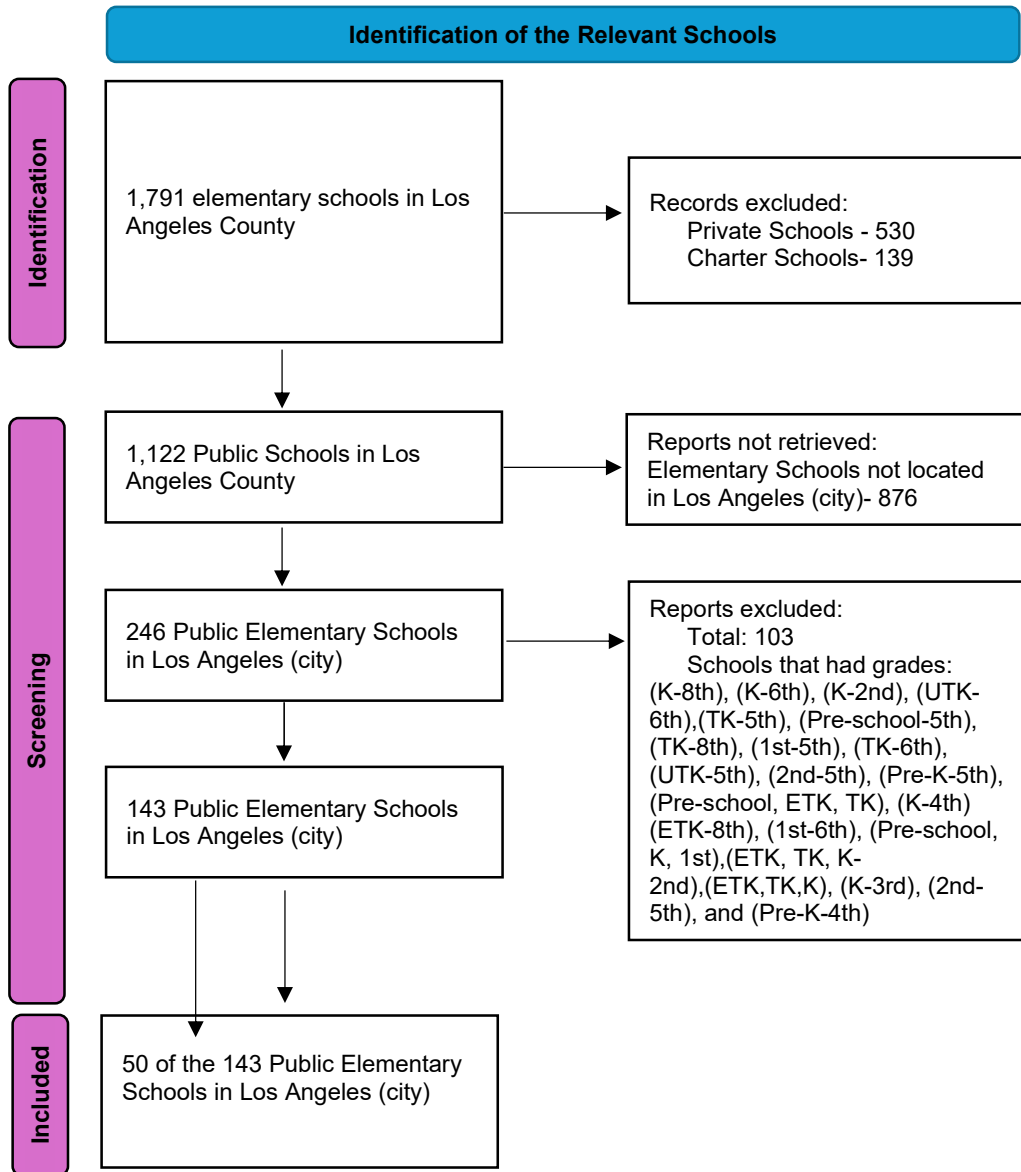 Identification of the Relevant Schools
Identification
1,791 elementary schools in Los
Angeles County
Records excluded:
Private Schools - 530
Charter Schools- 139
Screening
1,122 Public Schools in Los
Angeles County
Reports not retrieved:
Elementary Schools not located
in Los Angeles (city)- 876
246 Public Elementary Schools
in Los Angeles (city)
Reports excluded:
Total: 103
Schools that had grades:
(K-8th), (K-6th), (K-2nd), (UTK-
6th),(TK-5th), (Pre-school-5th),
(TK-8th), (1st-5th), (TK-6th),
(UTK-5th), (2nd-5th), (Pre-K-5th),
(Pre-school, ETK, TK), (K-4th)
(ETK-8th), (1st-6th), (Pre-school,
K, 1st),(ETK, TK, K-
2nd),(ETK,TK,K), (K-3rd), (2nd-
5th), and (Pre-K-4th)
143 Public Elementary Schools
in Los Angeles (city)
Included
50 of the 143 Public Elementary
Schools in Los Angeles (city)